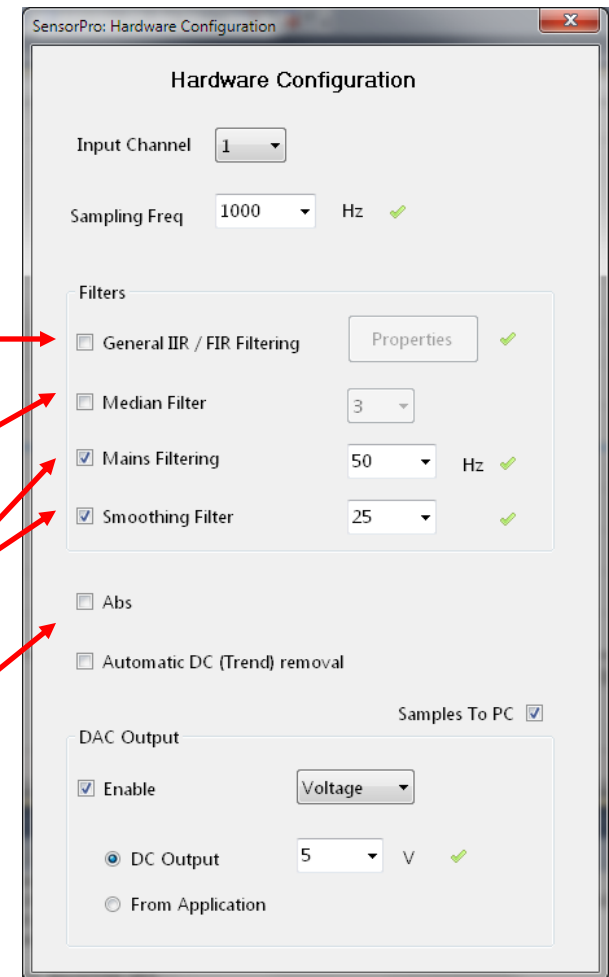 SensorPro: Hardware Configuration
Hardware Configuration
Input Channel 1
Sampling Freq 1000 Hz
Filters
General IIR / FIR Filtering Properties
Median Filter 3
Mains Filtering 50 Hz
Smoothing Filter 25
Abs
Automatic DC (Trend) removal
Samples To PC
DAC Output
Enable Voltage
DC Output 5 V
From Application